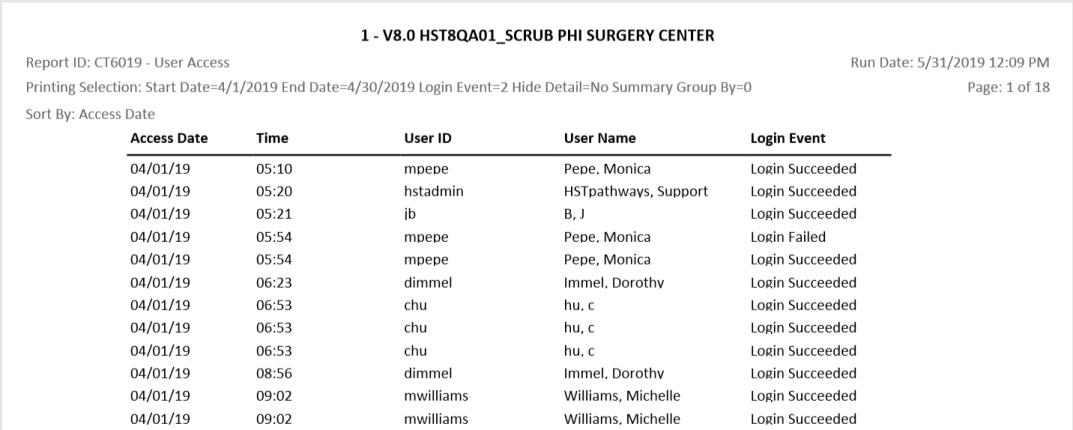 1 - V8.0 HST8QA01_SCRUB PHI SURGERY CENTER
Report ID: CT6019 - User Access Run Date: 5/31/2019 12:09 PM
Printing Selection: Start Date=4/1/2019 End Date=4/30/2019 Login Event=2 Hide Detail=No Summary Group By=0 Page: 1 of 18
Sort By: Access Date
Access Date Time User ID User Name Login Event
04/01/19 05:10 mpepe Pepe, Monica Login Succeeded
04/01/19 05:20 hstadmin HSTpathways, Support Login Succeeded
04/01/19 05:21 jb B, J Login Succeeded
04/01/19 05:54 mpepe Pepe, Monica Login Failed
04/01/19 05:54 mpepe Pepe, Monica Login Succeeded
04/01/19 06:23 dimmel Immel, Dorothy Login Succeeded
04/01/19 06:53 chu hu, c Login Succeeded
04/01/19 06:53 chu hu, c Login Succeeded
04/01/19 06:53 chu hu, c Login Succeeded
04/01/19 08:56 dimmel Immel, Dorothy Login Succeeded
04/01/19 09:02 mwilliams Williams, Michelle Login Succeeded
04/01/19 09:02 mwilliams Williams, Michelle Login Succeeded